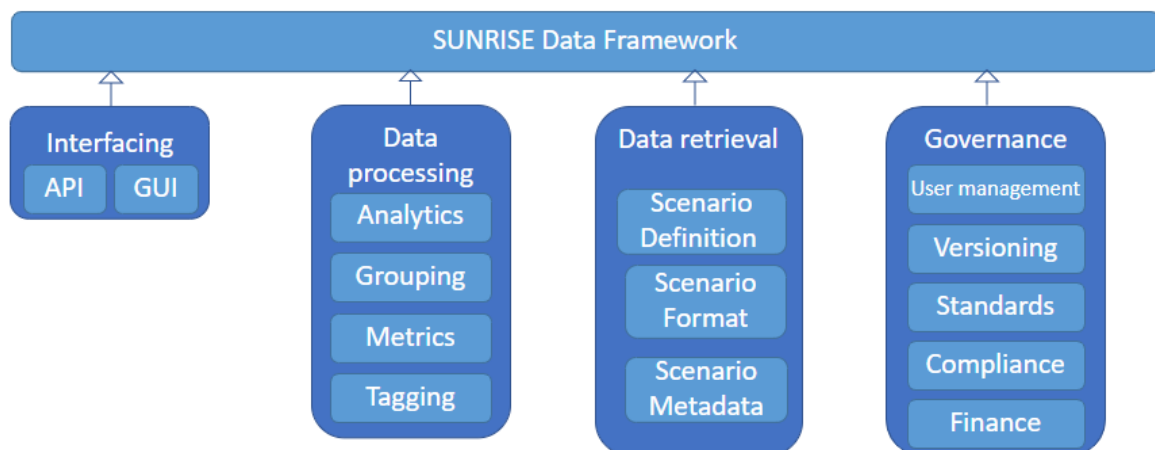 SUNRISE Data Framework
Interfacing
API
GUI
Data
processing
Analytics
Grouping
Metrics
Tagging
Data retrieval
Scenario
Definition
Scenario
Format
Scenario
Metadata
Governance
User management
Versioning
Standards
Compliance
Finance